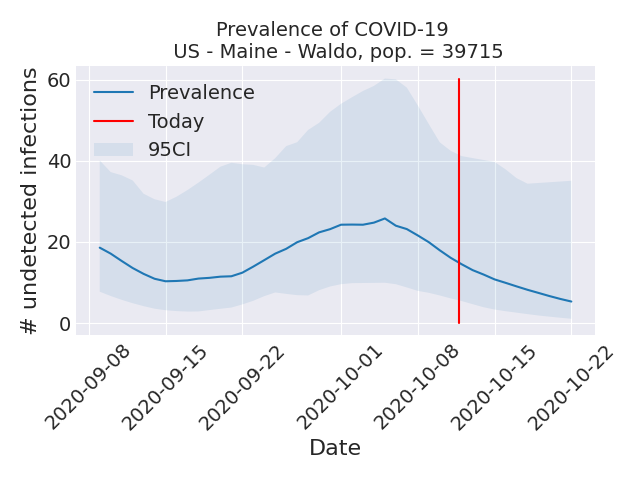 Prevalence of COVID-19
US - Maine - Waldo, pop. = 39715
# undetected infections
60
40
20
0
Prevalence
Today
95CI
2020-09-08
2020-09-15
2020-09-22
2020-10-01
2020-10-08
2020-10-15
2020-10-22
Date